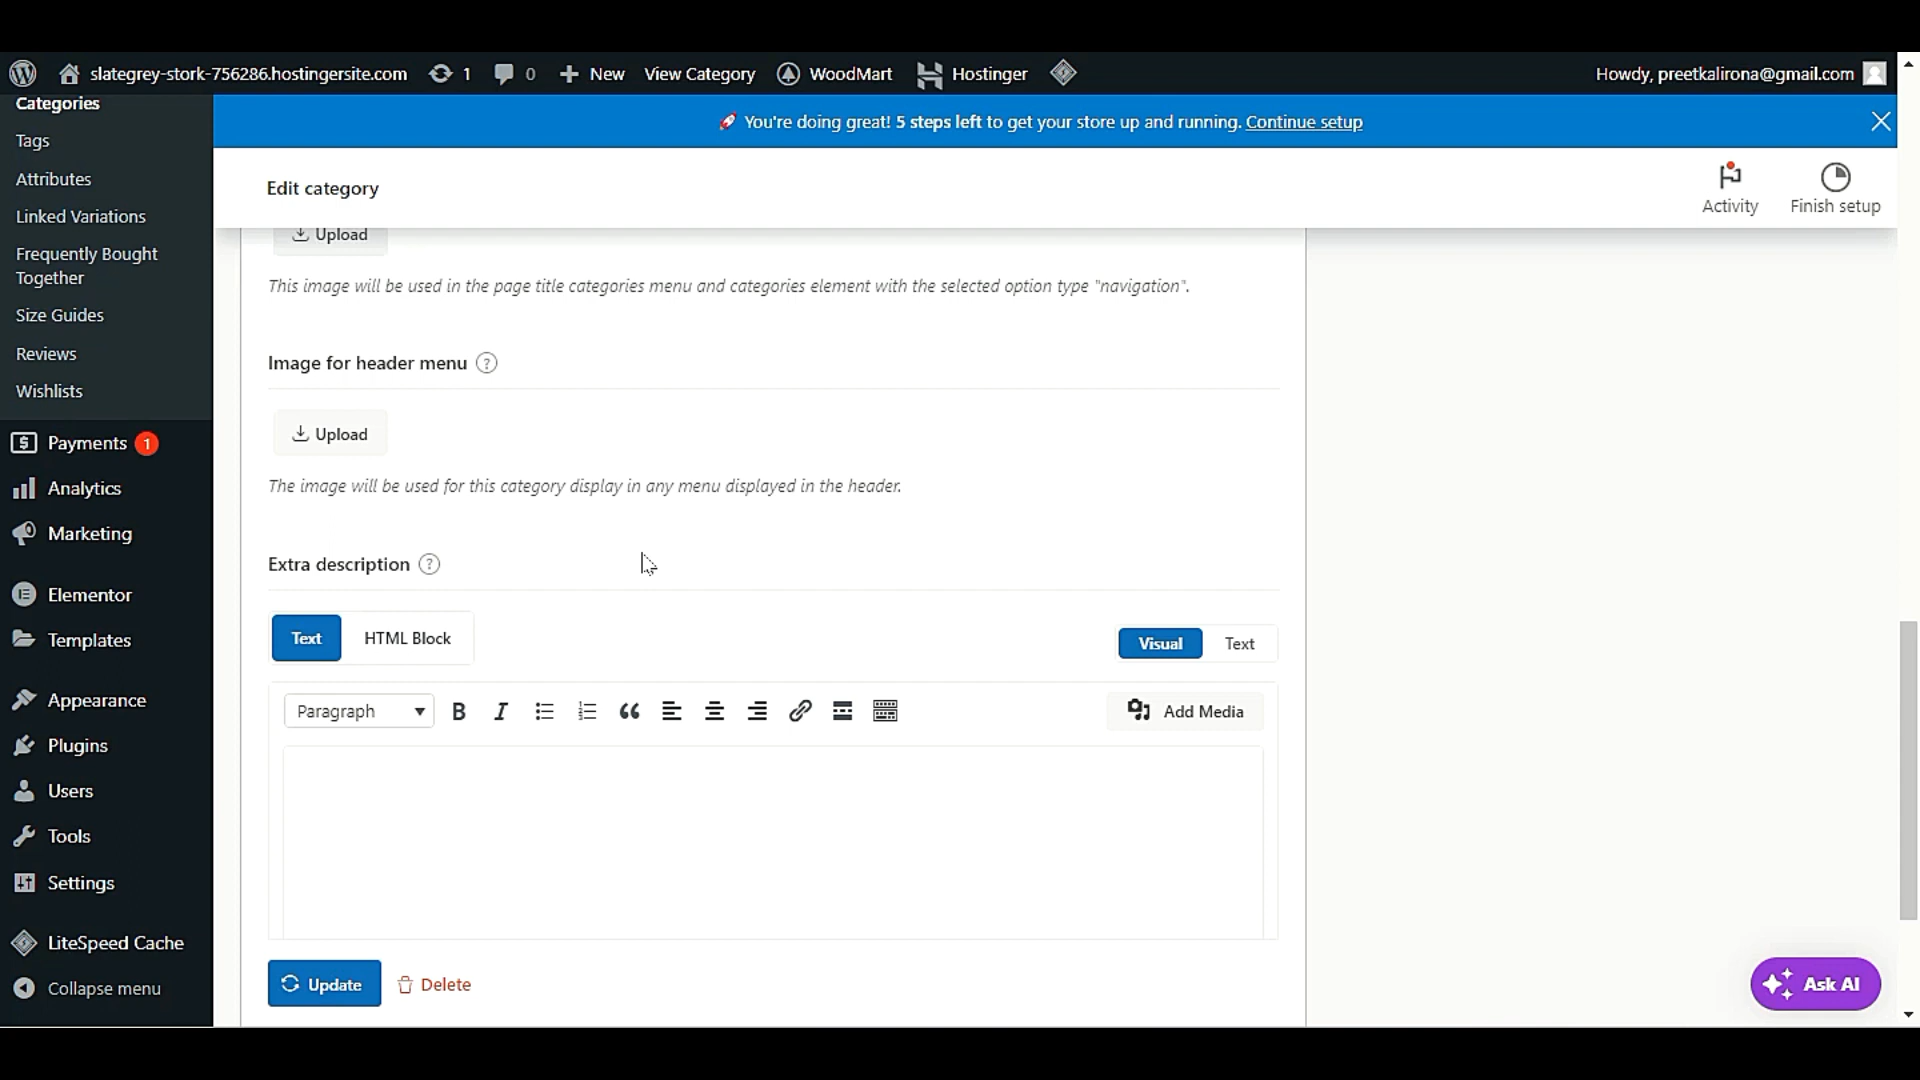 slategrey-stork-756286.hostingersite.com 1 0 New View Category WoodMart Hostinger Howdy, preetkalirona@gmail.com
Categories
Tags
Attributes
Linked Variations
Frequently Bought
Together
Size Guides
Reviews
Wishlists
Payments 1
Analytics
Marketing
Elementor
Templates
Appearance
Plugins
Users
Tools
Settings
LiteSpeed Cache
Collapse menu
🚀 You're doing great! 5 steps left to get your store up and running. Continue setup
Edit category
Activity
Finish setup
Upload
This image will be used in the page title categories menu and categories element with the selected option type "navigation".
Image for header menu ?
Upload
The image will be used for this category display in any menu displayed in the header.
Extra description ?
Text HTML Block
Visual Text
Paragraph
Add Media
Update Delete
Ask AI